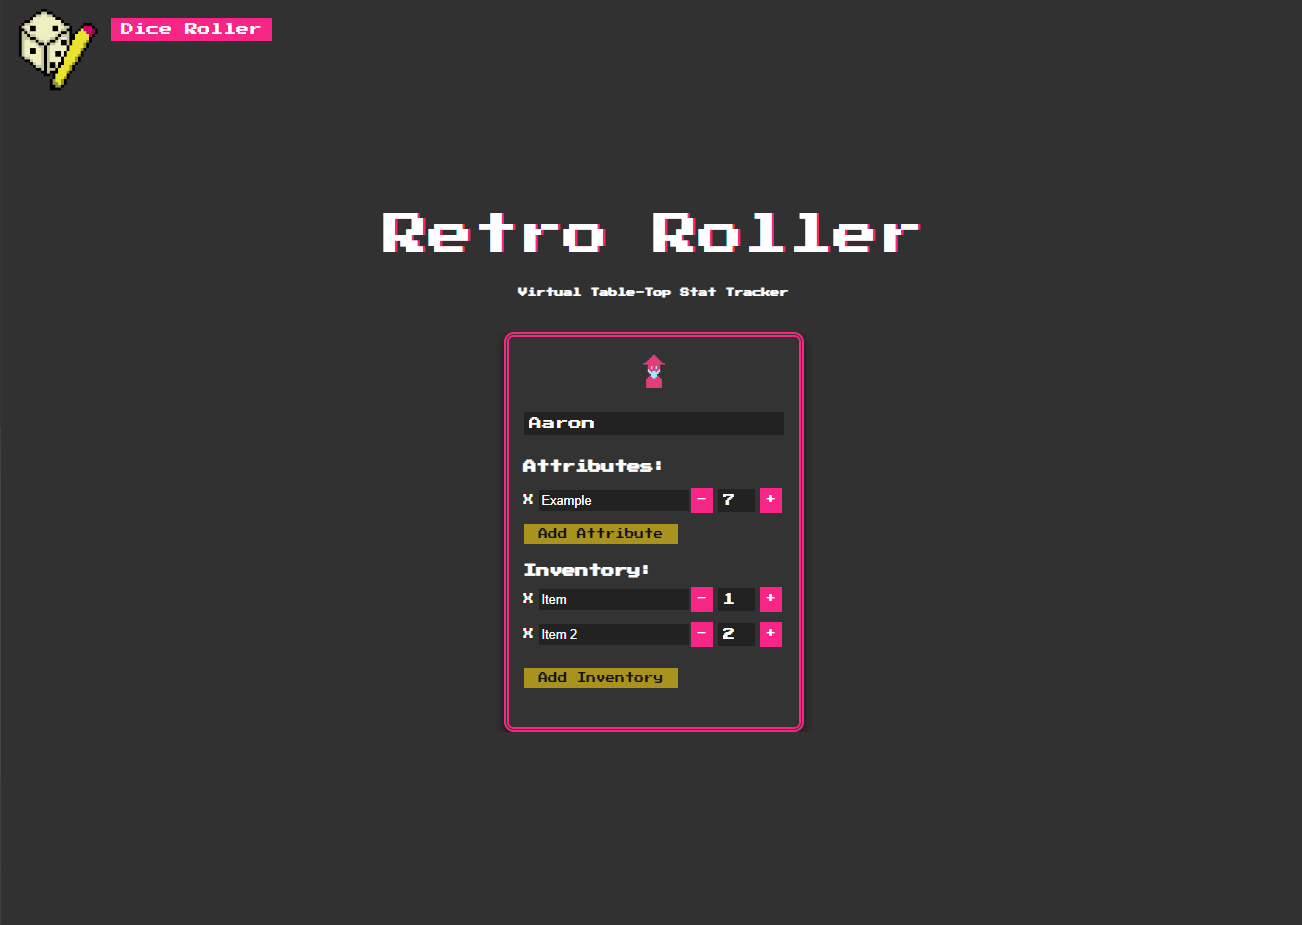 Dice Roller
Retro Roller
Virtual Table-Top Stat Tracker
Aaron
Attributes:
X Example - 7 +
Add Attribute
Inventory:
X Item - 1 +
X Item 2 - 2 +
Add Inventory